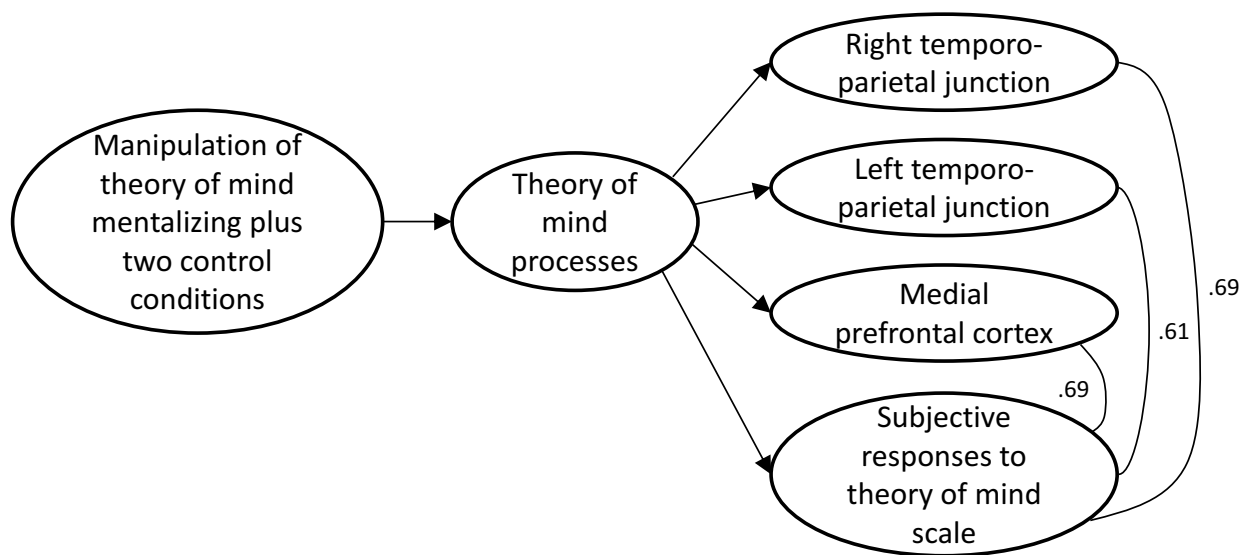 Manipulation of
theory of mind
mentalizing plus
two control
conditions
Theory of
mind
processes
Right temporo-
parietal junction
Left temporo-
parietal junction
Medial
prefrontal cortex
Subjective
responses to
theory of mind
scale
.69
.61
.69